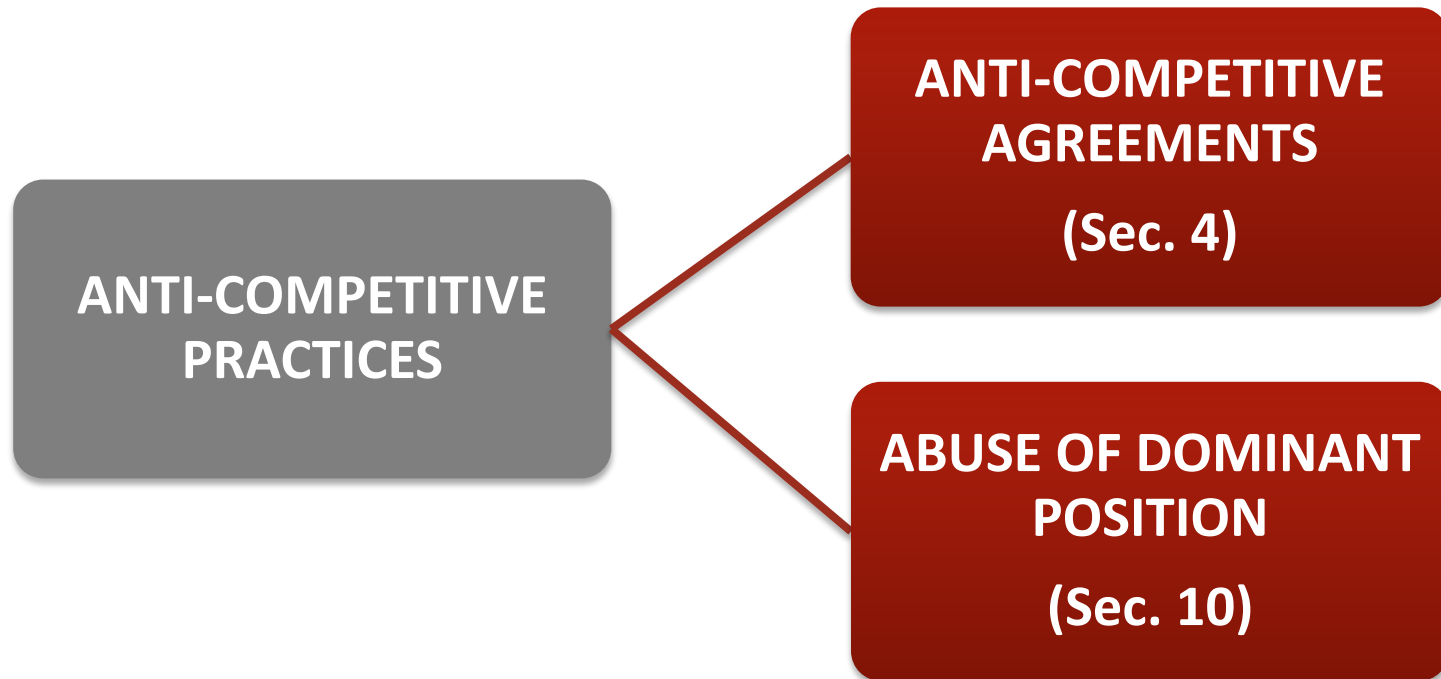 ANTI-COMPETITIVE
PRACTICES
ANTI-COMPETITIVE
AGREEMENTS
(Sec. 4)
ABUSE OF DOMINANT
POSITION
(Sec. 10)